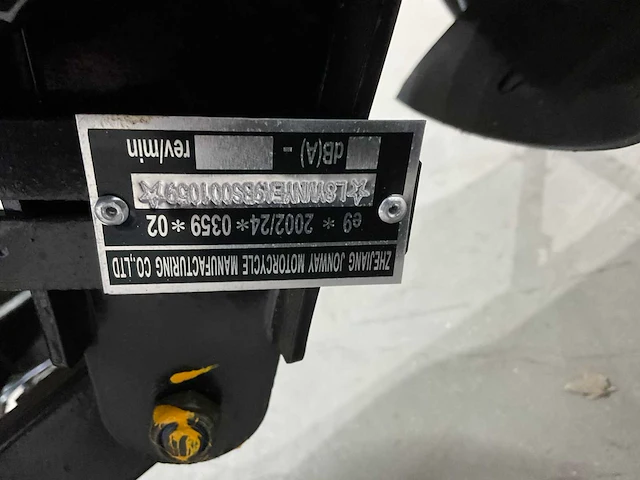 ZHEJIANG JONWAY MOTORCYCLE MANUFACTURING CO.,LTD
e9 * 2002/24 * 0359 * 02
dB(A) - rev/min